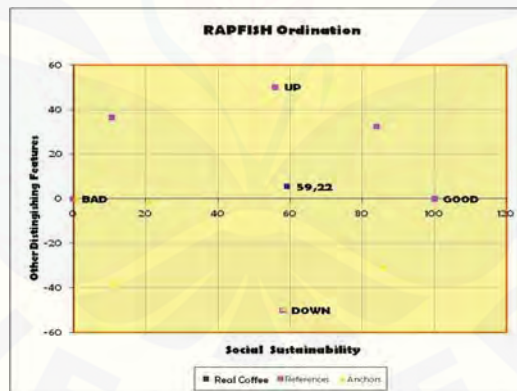 RAPFISH Ordination
60
UP
40
20
59,22
0
BAD
GOOD
0 20 40 60 80 100 120
-20
-40
DOWN
-60
Other Distingishing Features
Social Sustainability
Real Coffee References Anchors